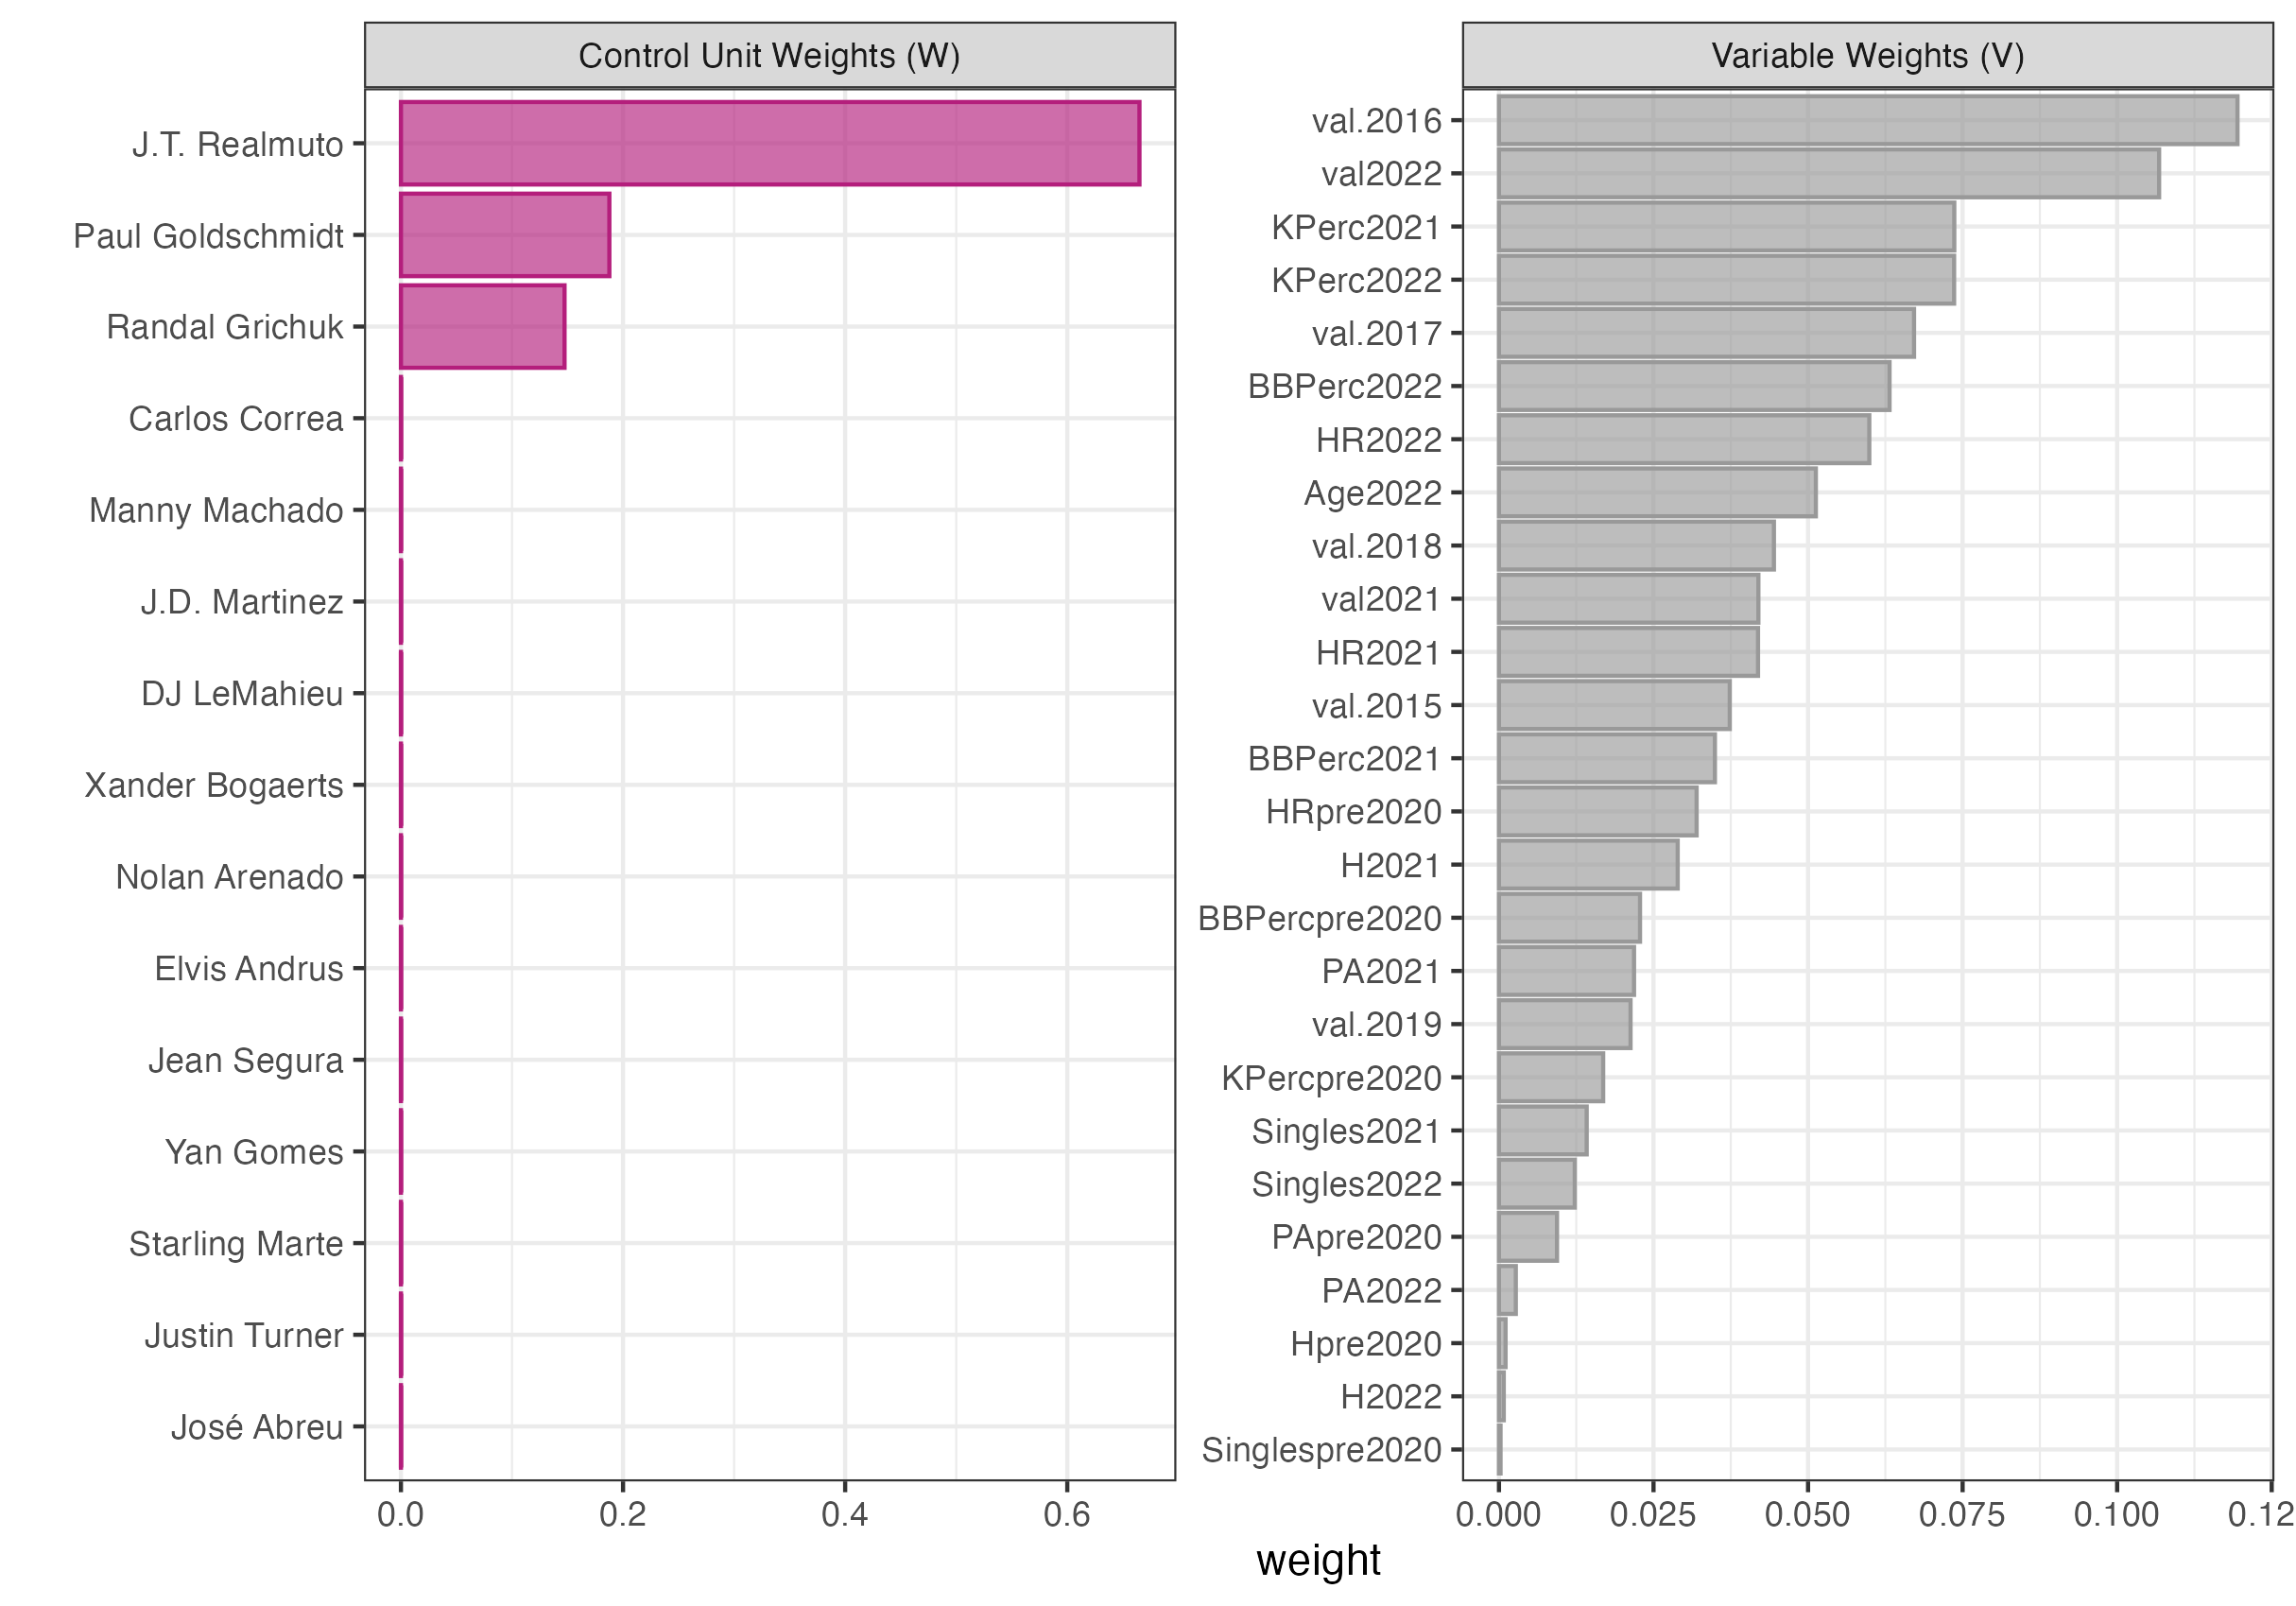 Control Unit Weights (W)
J.T. Realmuto
Paul Goldschmidt
Randal Grichuk
Carlos Correa
Manny Machado
J.D. Martinez
DJ LeMahieu
Xander Bogaerts
Nolan Arenado
Elvis Andrus
Jean Segura
Yan Gomes
Starling Marte
Justin Turner
José Abreu
0.0 0.2 0.4 0.6
Variable Weights (V)
val.2016
val2022
KPerc2021
KPerc2022
val.2017
BBPerc2022
HR2022
Age2022
val.2018
val2021
HR2021
val.2015
BBPerc2021
HRpre2020
H2021
BBPercpre2020
PA2021
val.2019
KPercpre2020
Singles2021
Singles2022
PApre2020
PA2022
Hpre2020
H2022
Singlespre2020
0.000 0.025 0.050 0.075 0.100 0.12
weight